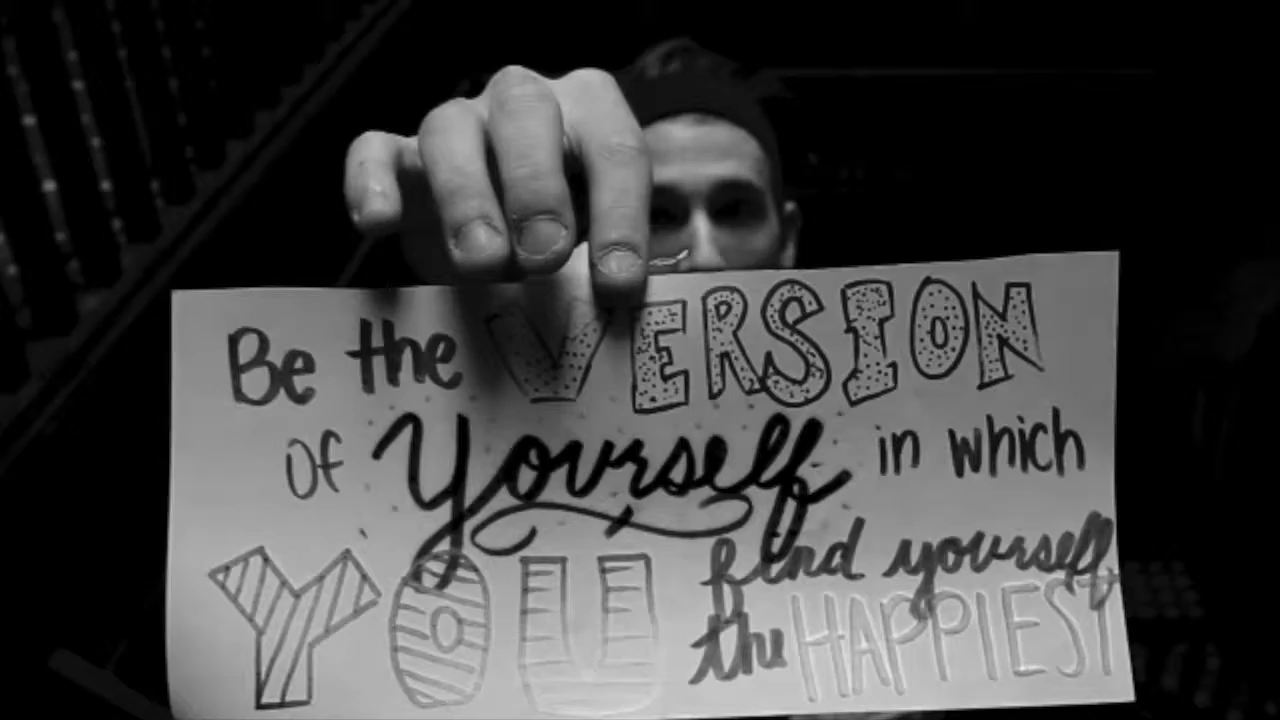 Be the VERSION
of Yourself in which
YOU find yourself
the HAPPIEST